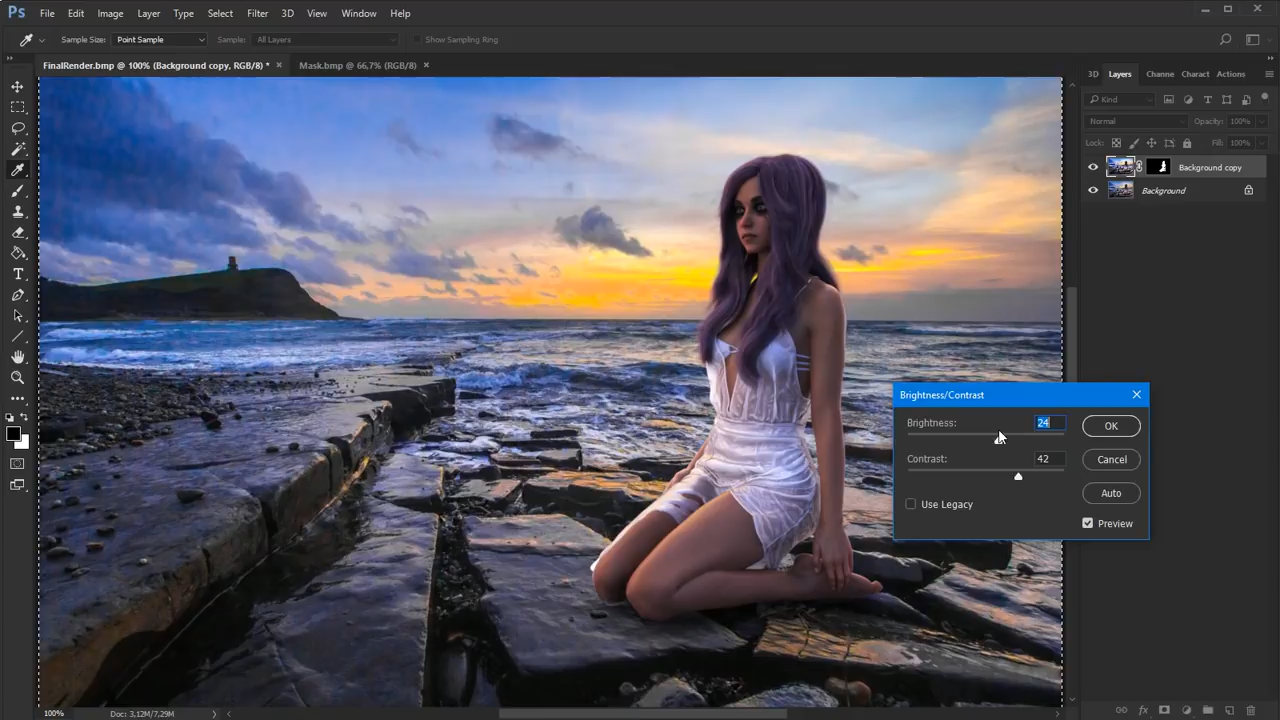 Ps File Edit Image Layer Type Select Filter 3D View Window Help
Sample Size: Point Sample Sample: All Layers Show Sampling Ring
FinalRender.bmp @ 100% (Background copy, RGB/8) * × Mask.bmp @ 66,7% (RGB/8) ×
3D Layers Channe Charact Actions
Kind
Normal Opacity: 100%
Lock: Fill: 100%
Background copy
Background
Brightness/Contrast
Brightness: 24
Contrast: 42
Use Legacy
OK
Cancel
Auto
Preview
100% Doc: 3,12M/7,29M
fx